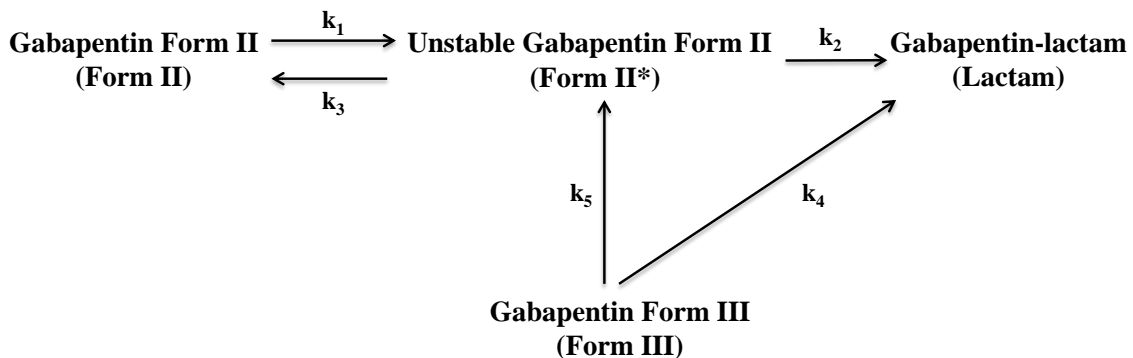 k₁
Gabapentin Form II
(Form II)
k₃
Unstable Gabapentin Form II
(Form II*)
k₂
Gabapentin-lactam
(Lactam)
k₅
k₄
Gabapentin Form III
(Form III)